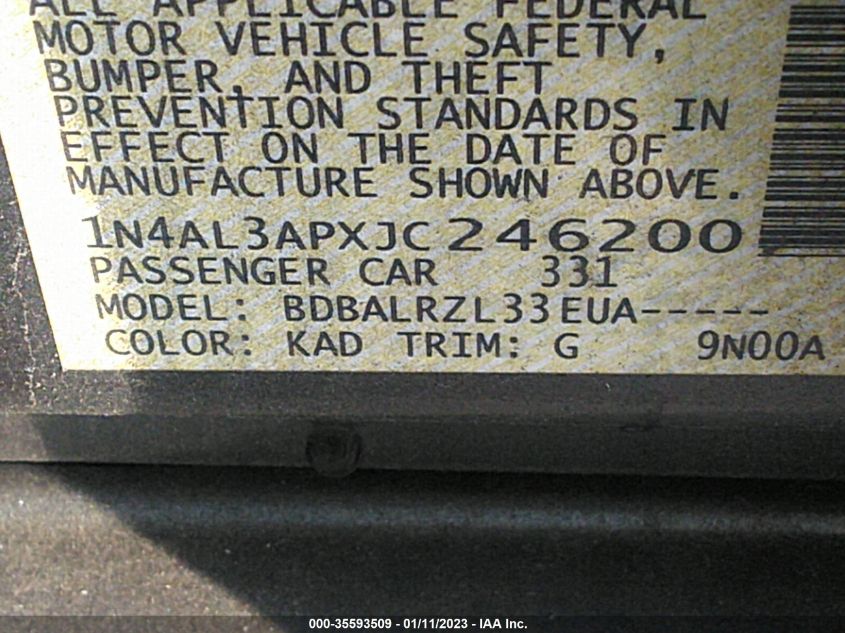 ALL APPLICABLE FEDERAL
MOTOR VEHICLE SAFETY,
BUMPER, AND THEFT
PREVENTION STANDARDS IN
EFFECT ON THE DATE OF
MANUFACTURE SHOWN ABOVE.
1N4AL3APXJC246200
PASSENGER CAR 331
MODEL: BDBALRZL33EUA-----
COLOR: KAD TRIM: G 9N00A
000-35593509 - 01/11/2023 - IAA Inc.